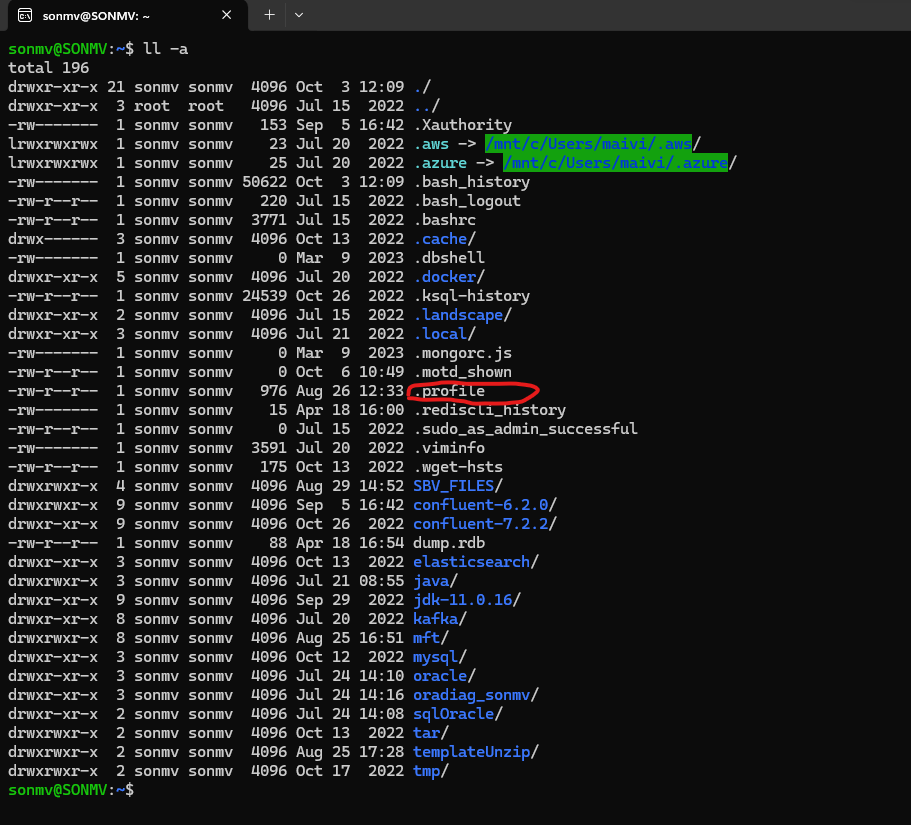 sonmv@SONMV: ~
sonmv@SONMV:~$ ll -a
total 196
drwxr-xr-x 21 sonmv sonmv  4096 Oct  3 12:09 ./
drwxr-xr-x  3 root  root   4096 Jul 15  2022 ../
-rw-------  1 sonmv sonmv   153 Sep  5 16:42 .Xauthority
lrwxrwxrwx  1 sonmv sonmv    23 Jul 20  2022 .aws -> /mnt/c/Users/maivi/.aws/
lrwxrwxrwx  1 sonmv sonmv    25 Jul 20  2022 .azure -> /mnt/c/Users/maivi/.azure/
-rw-------  1 sonmv sonmv 50622 Oct  3 12:09 .bash_history
-rw-r--r--  1 sonmv sonmv   220 Jul 15  2022 .bash_logout
-rw-r--r--  1 sonmv sonmv  3771 Jul 15  2022 .bashrc
drwx------  3 sonmv sonmv  4096 Oct 13  2022 .cache/
-rw-------  1 sonmv sonmv     0 Mar  9  2023 .dbshell
drwxr-xr-x  5 sonmv sonmv  4096 Jul 20  2022 .docker/
-rw-r--r--  1 sonmv sonmv 24539 Oct 26  2022 .ksql-history
drwxr-xr-x  2 sonmv sonmv  4096 Jul 15  2022 .landscape/
drwxr-xr-x  3 sonmv sonmv  4096 Jul 21  2022 .local/
-rw-------  1 sonmv sonmv     0 Mar  9  2023 .mongorc.js
-rw-r--r--  1 sonmv sonmv     0 Oct  6 10:49 .motd_shown
-rw-r--r--  1 sonmv sonmv   976 Aug 26 12:33 .profile
-rw-------  1 sonmv sonmv    15 Apr 18 16:00 .rediscli_history
-rw-r--r--  1 sonmv sonmv     0 Jul 15  2022 .sudo_as_admin_successful
-rw-------  1 sonmv sonmv  3591 Jul 20  2022 .viminfo
-rw-r--r--  1 sonmv sonmv   175 Oct 13  2022 .wget-hsts
drwxrwxr-x  4 sonmv sonmv  4096 Aug 29 14:52 SBV_FILES/
drwxr-xr-x  9 sonmv sonmv  4096 Sep  5 16:42 confluent-6.2.0/
drwxr-xr-x  9 sonmv sonmv  4096 Oct 26  2022 confluent-7.2.2/
-rw-r--r--  1 sonmv sonmv    88 Apr 18 16:54 dump.rdb
drwxr-xr-x  3 sonmv sonmv  4096 Oct 13  2022 elasticsearch/
drwxrwxr-x  3 sonmv sonmv  4096 Jul 21 08:55 java/
drwxr-xr-x  9 sonmv sonmv  4096 Sep 29  2022 jdk-11.0.16/
drwxr-xr-x  8 sonmv sonmv  4096 Jul 20  2022 kafka/
drwxrwxr-x  8 sonmv sonmv  4096 Aug 25 16:51 mft/
drwxr-xr-x  3 sonmv sonmv  4096 Oct 12  2022 mysql/
drwxr-xr-x  3 sonmv sonmv  4096 Jul 24 14:10 oracle/
drwxrwxr-x  3 sonmv sonmv  4096 Jul 24 14:16 oradiag_sonmv/
drwxr-xr-x  2 sonmv sonmv  4096 Jul 24 14:08 sqlOracle/
drwxrwxr-x  2 sonmv sonmv  4096 Oct 13  2022 tar/
drwxrwxr-x  2 sonmv sonmv  4096 Aug 25 17:28 templateUnzip/
drwxrwxr-x  2 sonmv sonmv  4096 Oct 17  2022 tmp/
sonmv@SONMV:~$